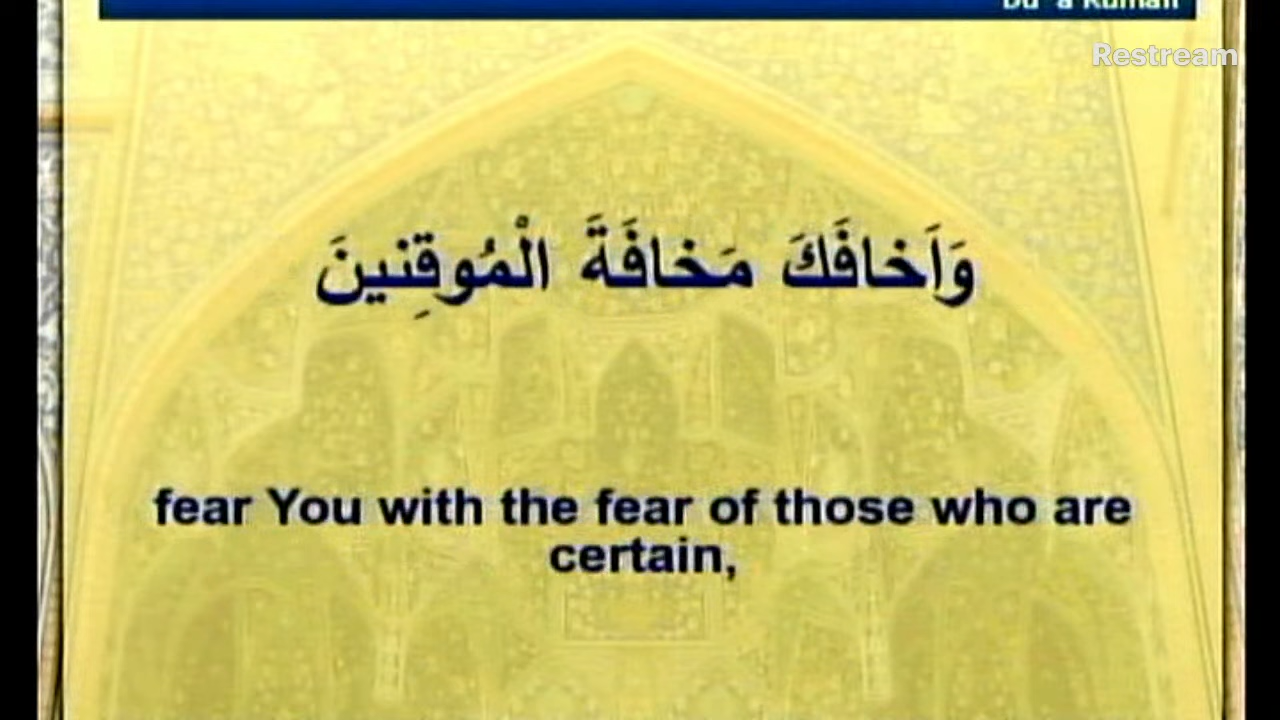 Restream
وَاَخافَكَ مَخافَةَ الْمُوقِنينَ
fear You with the fear of those who are
certain,